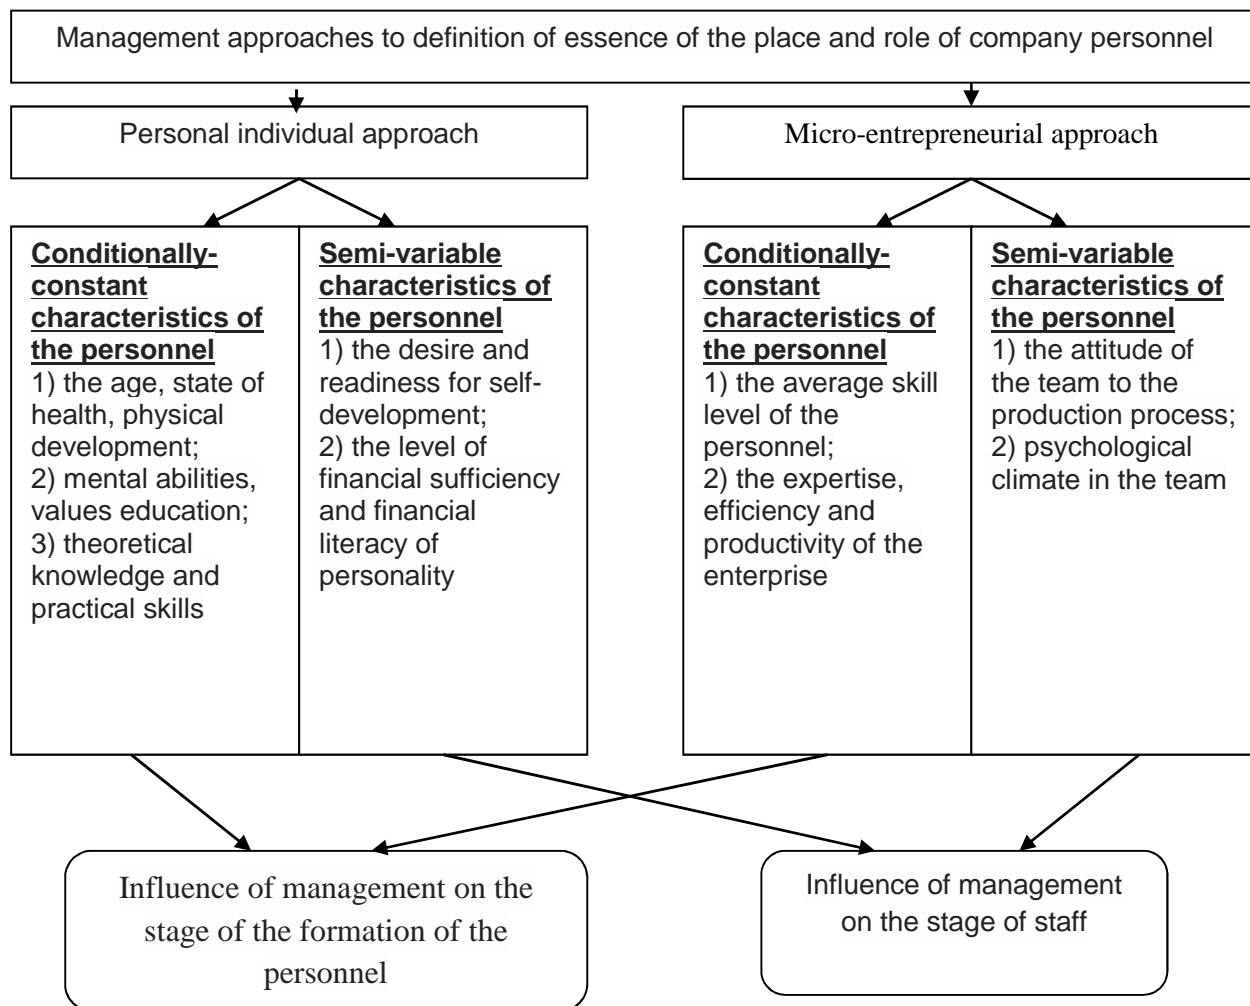 Management approaches to definition of essence of the place and role of company personnel
Personal individual approach
Micro-entrepreneurial approach
Conditionally-
constant
characteristics of
the personnel
1) the age, state of
health, physical
development;
2) mental abilities,
values education;
3) theoretical
knowledge and
practical skills
Semi-variable
characteristics of
the personnel
1) the desire and
readiness for self-
development;
2) the level of
financial sufficiency
and financial
literacy of
personality
Conditionally-
constant
characteristics of
the personnel
1) the average skill
level of the
personnel;
2) the expertise,
efficiency and
productivity of the
enterprise
Semi-variable
characteristics of
the personnel
1) the attitude of
the team to the
production process;
2) psychological
climate in the team
Influence of management on the
stage of the formation of the
personnel
Influence of management
on the stage of staff